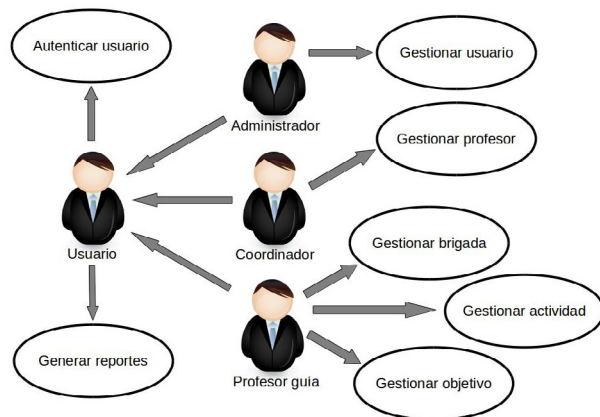 Autenticar usuario
Gestionar usuario
Administrador
Gestionar profesor
Usuario
Coordinador
Gestionar brigada
Gestionar actividad
Generar reportes
Profesor guía
Gestionar objetivo